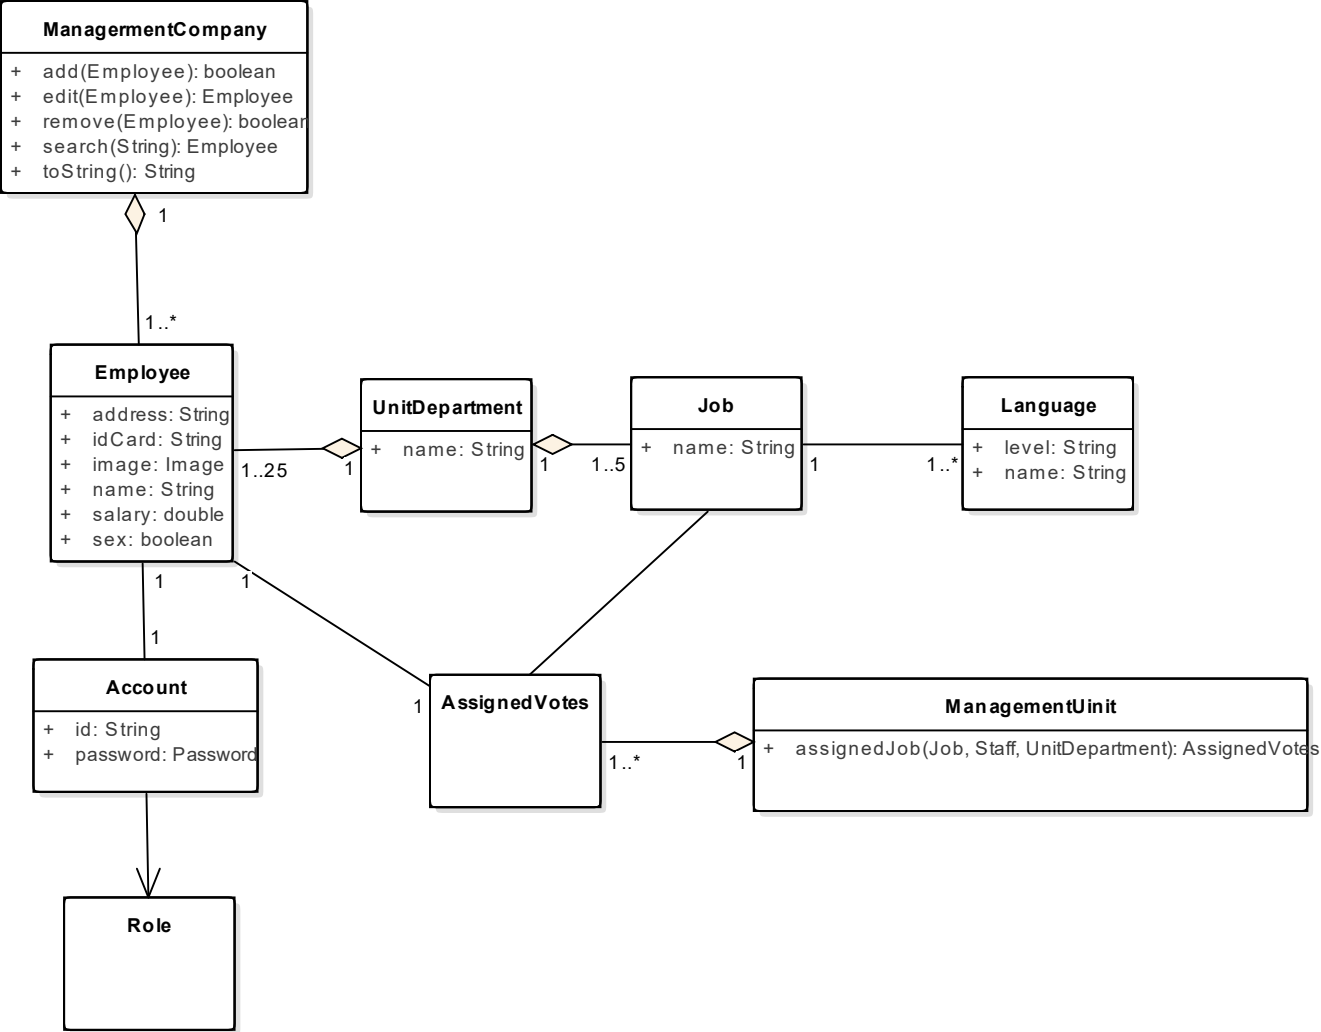 ManagermentCompany
+ add(Employee): boolean
+ edit(Employee): Employee
+ remove(Employee): boolean
+ search(String): Employee
+ toString(): String
1
1..*
Employee
+ address: String
+ idCard: String
+ image: Image
+ name: String
+ salary: double
+ sex: boolean
1..25
1
UnitDepartment
+ name: String
1
1..5
Job
+ name: String
1
1..*
Language
+ level: String
+ name: String
1
1
1
1
Account
+ id: String
+ password: Password
AssignedVotes
1..*
1
ManagementUinit
+ assignedJob(Job, Staff, UnitDepartment): AssignedVotes
Role